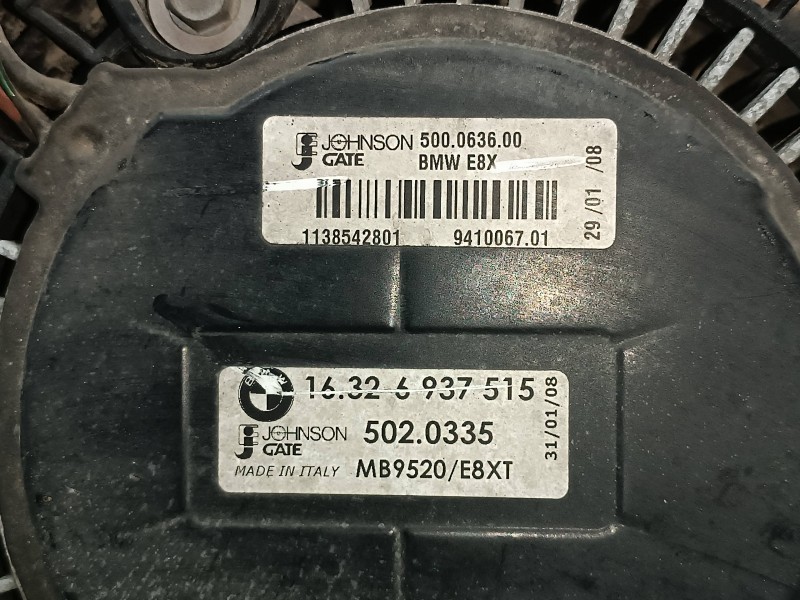 JOHNSON 500.0636.00
GATE BMW E8X
1138542801 9410067.01
29/01 /08
BMW 16.32 6 937 515
JOHNSON 502.0335
GATE
MADE IN ITALY MB9520/E8XT
31/01/08